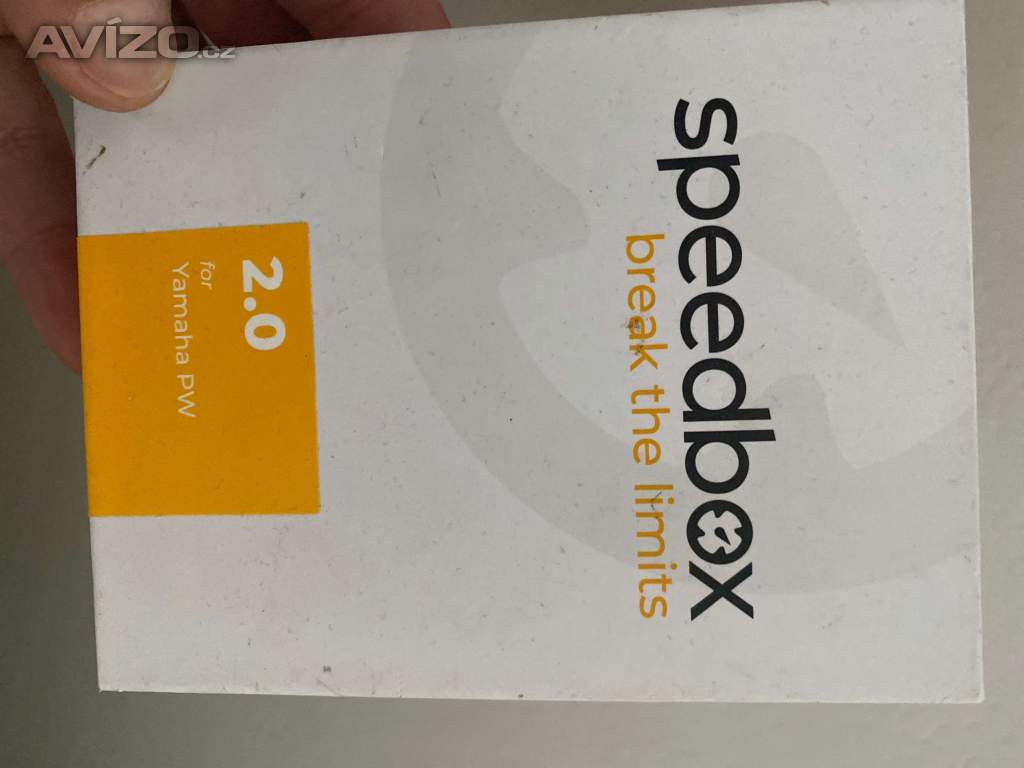 AVÍZO.cz
speedbox
break the limits
2.0
for
Yamaha PW